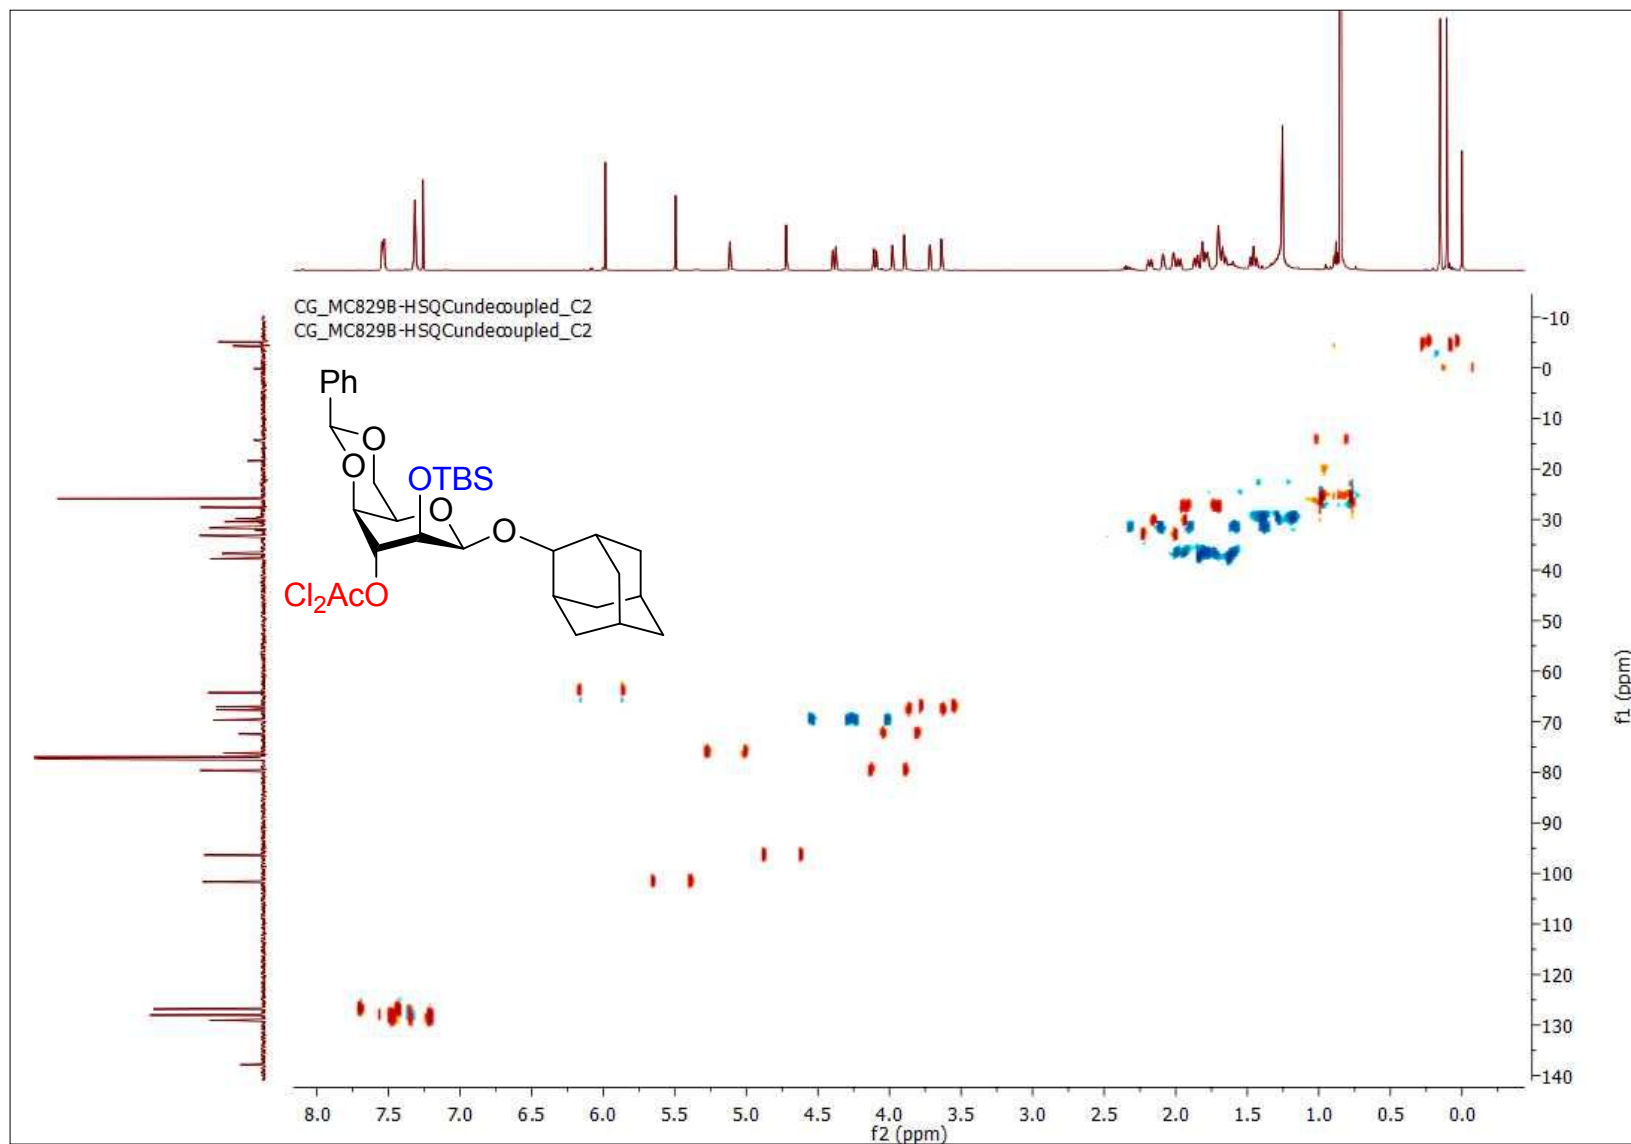 CG_MC829B-HSQCundecoupled_C2
CG_MC829B-HSQCundecoupled_C2
Ph
O
O
OTBS
O
O
Cl₂AcO
-10
0
10
20
30
40
50
60
70
80
90
100
110
120
130
140
f1 (ppm)
8.0 7.5 7.0 6.5 6.0 5.5 5.0 4.5 4.0 3.5 3.0 2.5 2.0 1.5 1.0 0.5 0.0
f2 (ppm)